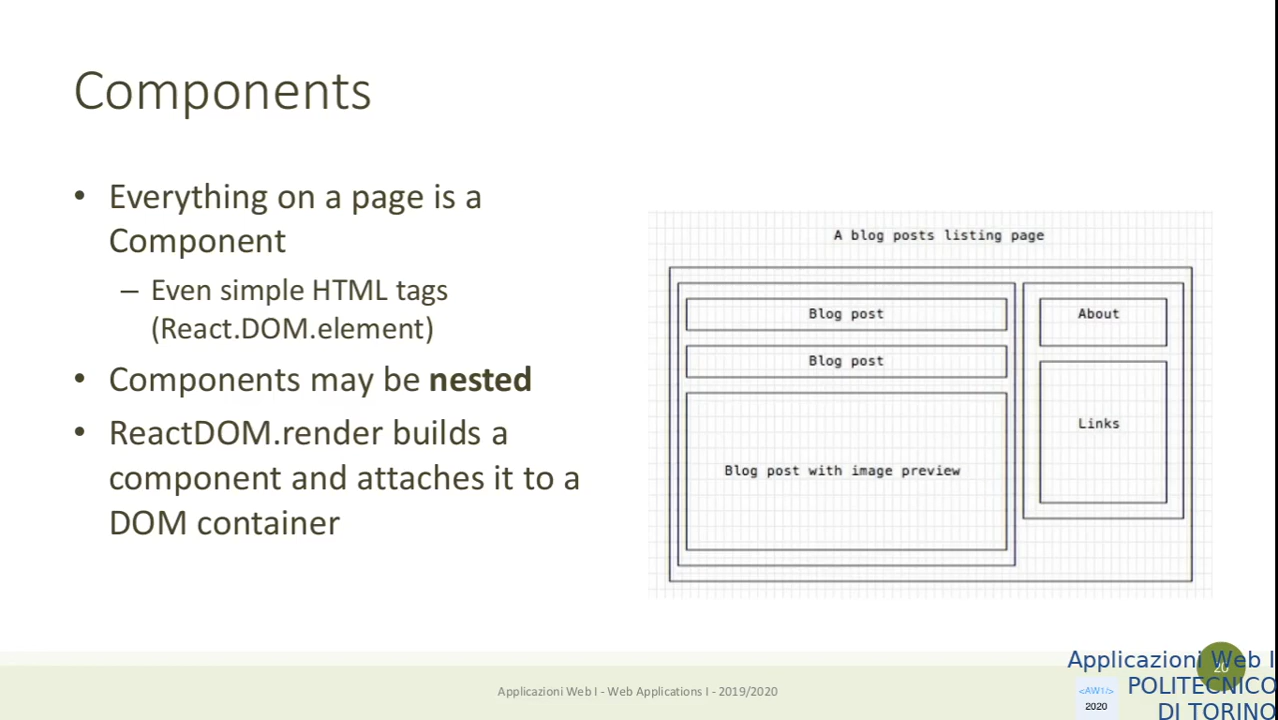 Components
• Everything on a page is a
Component
– Even simple HTML tags
(React.DOM.element)
• Components may be nested
• ReactDOM.render builds a
component and attaches it to a
DOM container
A blog posts listing page
Blog post
Blog post
Blog post with image preview
About
Links
Applicazioni Web I - Web Applications I - 2019/2020
20
Applicazioni Web I
POLITECNICO
DI TORINO
<AW1/>
2020